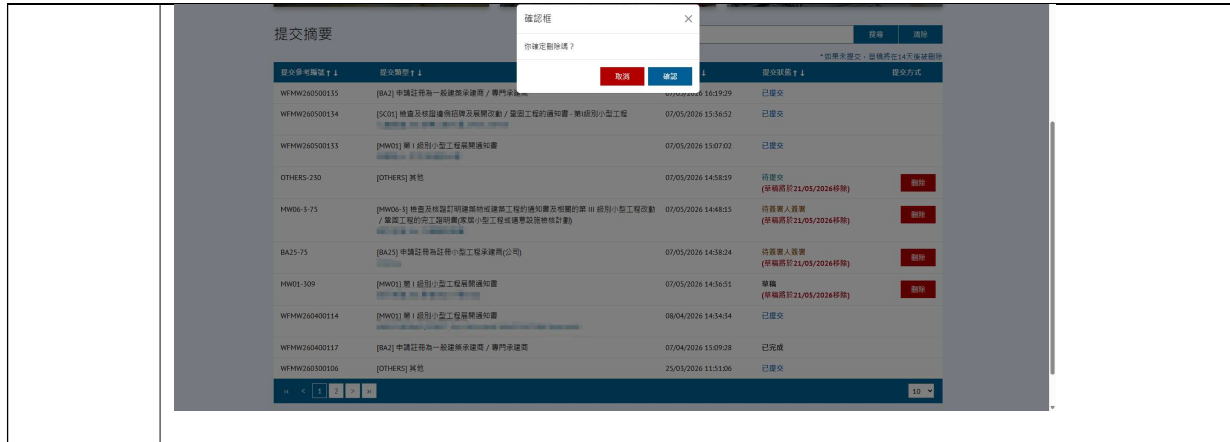 確認框
提交摘要
搜尋 清除
你確定刪除嗎？
*如果未提交，草稿將在14天後被刪除
取消 確認
提交參考編號↑↓ 提交類型↑↓ ↓ 提交狀態↑↓ 提交方式
WFMW260500135 [BA2] 申請註冊為一般建築承建商 / 專門承建商 07/05/2026 16:19:29 已提交
WFMW260500134 [SC01] 檢查及核證違例招牌及展開改動 / 鞏固工程的通知書 - 第I級別小型工程 07/05/2026 15:36:52 已提交
WFMW260500133 [MW01] 第 I 級別小型工程展開通知書 07/05/2026 15:07:02 已提交
OTHERS-230 [OTHERS] 其他 07/05/2026 14:58:19 待提交
(草稿將於21/05/2026移除) 刪除
MW06-3-75 [MW06-3] 檢查及核證訂明建築物或建築工程的通知書及相關的第 III 級別小型工程改動 07/05/2026 14:48:15 待簽署人簽署
/ 鞏固工程的完工證明書(家居小型工程或適意設施檢核計劃) (草稿將於21/05/2026移除) 刪除
BA25-75 [BA25] 申請註冊為註冊小型工程承建商(公司) 07/05/2026 14:38:24 待簽署人簽署
(草稿將於21/05/2026移除) 刪除
MW01-309 [MW01] 第 I 級別小型工程展開通知書 07/05/2026 14:36:51 草稿
(草稿將於21/05/2026移除) 刪除
WFMW260400114 [MW01] 第 I 級別小型工程展開通知書 08/04/2026 14:34:34 已提交
WFMW260400117 [BA2] 申請註冊為一般建築承建商 / 專門承建商 07/04/2026 15:09:28 已完成
WFMW260300106 [OTHERS] 其他 25/03/2026 11:51:06 已提交
« < 1 2 > » 10